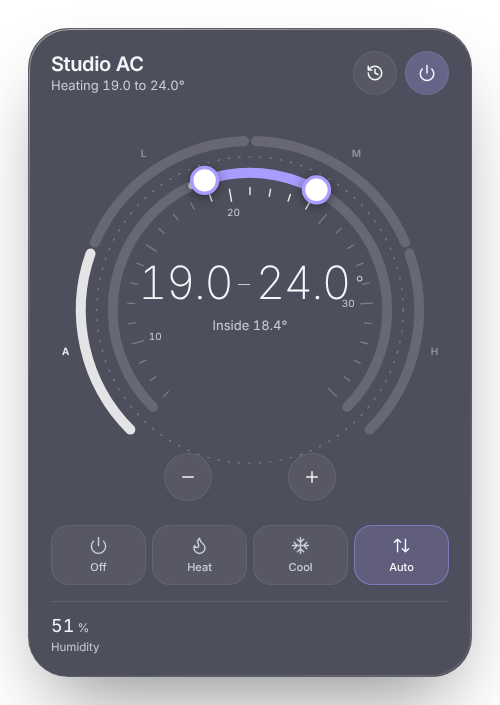 Studio AC
Heating 19.0 to 24.0°
L
M
20
19.0–24.0°
30
Inside 18.4°
10
A
H
−
+
Off
Heat
Cool
Auto
51 %
Humidity